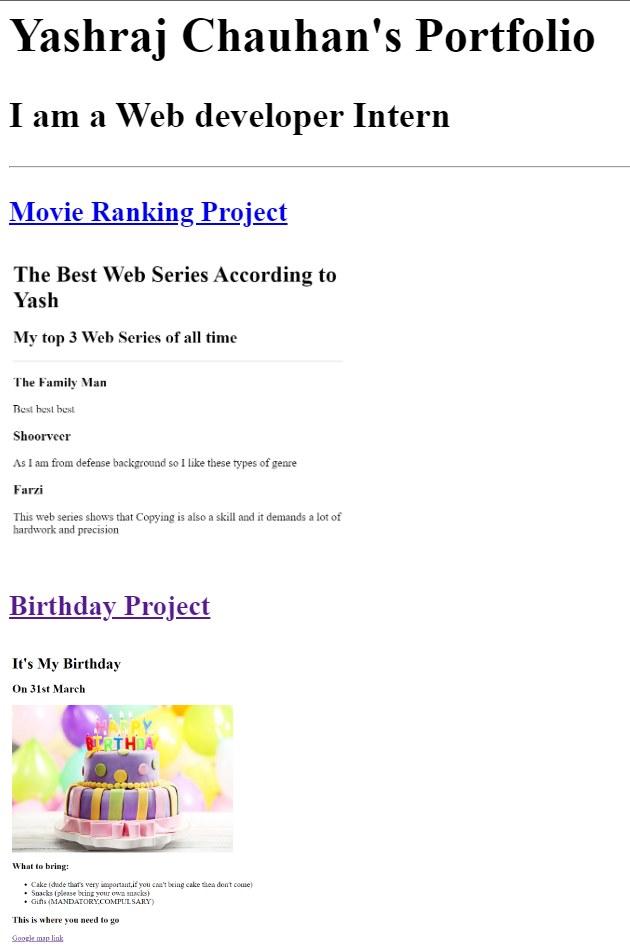 Yashraj Chauhan's Portfolio
I am a Web developer Intern
Movie Ranking Project
The Best Web Series According to
Yash
My top 3 Web Series of all time
The Family Man
Best best best
Shoorveer
As I am from defense background so I like these types of genre
Farzi
This web series shows that Copying is also a skill and it demands a lot of
hardwork and precision
Birthday Project
It's My Birthday
On 31st March
HAPPY
BIRTHDAY
What to bring:
• Cake (dude that's very important,if you can't bring cake then don't come)
• Snacks (please bring your own snacks)
• Gifts (MANDATORY,COMPULSARY)
This is where you need to go
Google map link